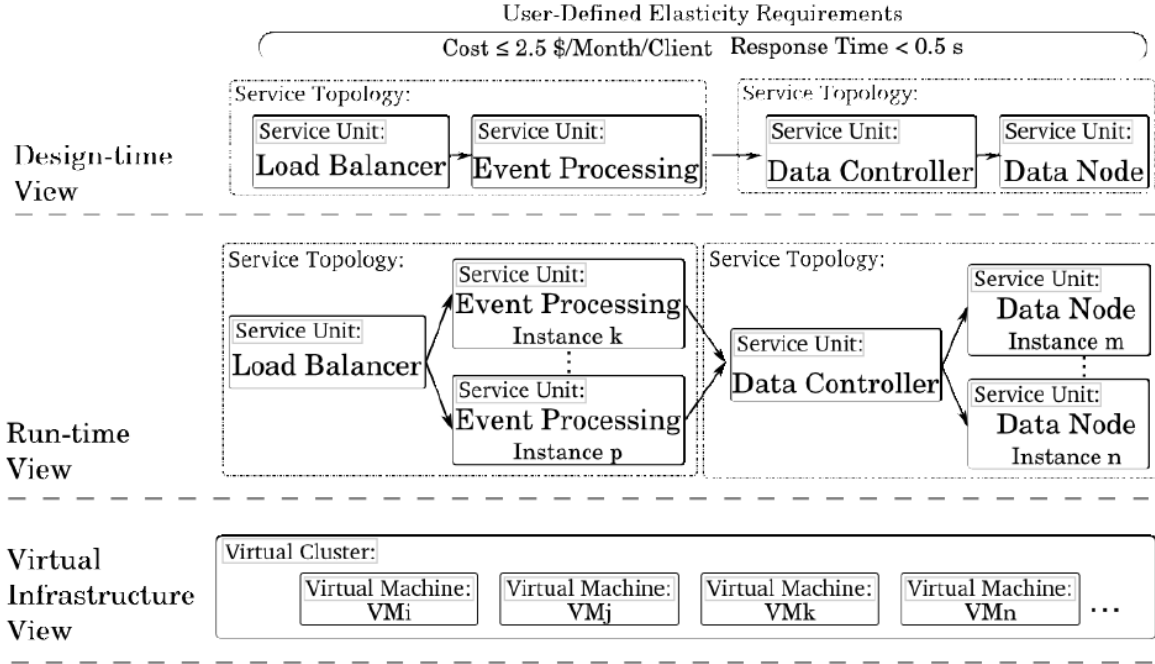 User-Defined Elasticity Requirements
Cost ≤ 2.5 $/Month/Client Response Time < 0.5 s
Service Topology:
Service Topology:
Service Unit:
Load Balancer
Service Unit:
Event Processing
Service Unit:
Data Controller
Service Unit:
Data Node
Design-time
View
Service Topology:
Service Topology:
Service Unit:
Load Balancer
Service Unit:
Event Processing
Instance k
Service Unit:
Event Processing
Instance p
Service Unit:
Data Controller
Service Unit:
Data Node
Instance m
Service Unit:
Data Node
Instance n
Run-time
View
Virtual
Infrastructure
View
Virtual Cluster:
Virtual Machine:
VMi
Virtual Machine:
VMj
Virtual Machine:
VMk
Virtual Machine:
VMn
...